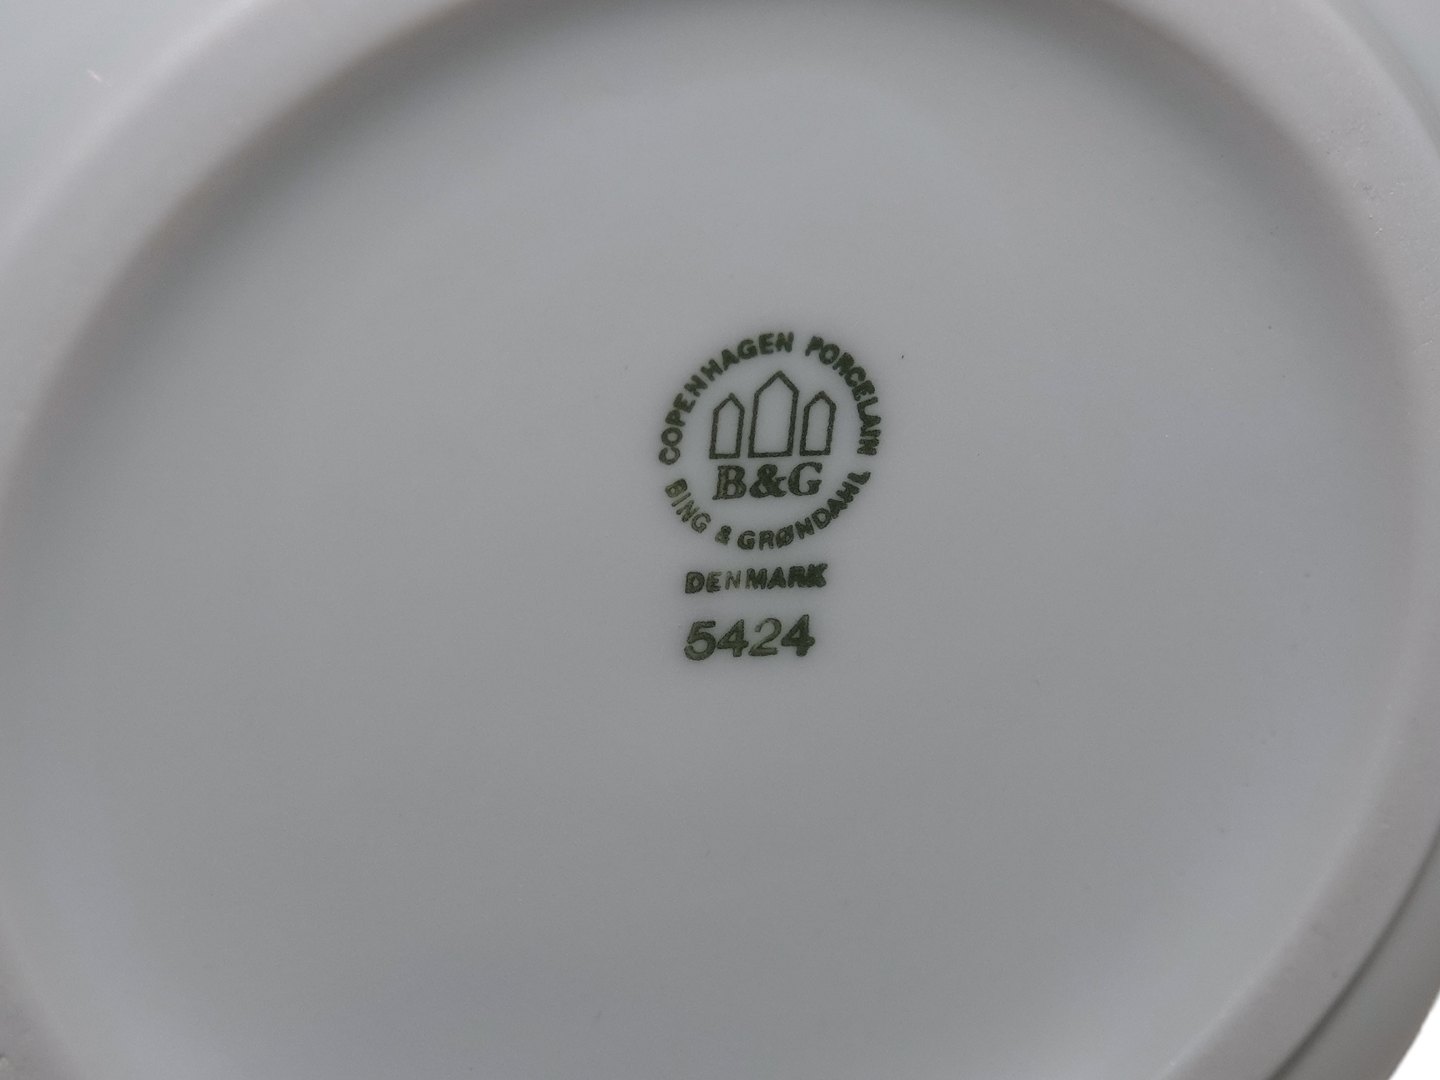 COPENHAGEN PORCELAIN
B&G
BING & GRØNDAHL
DENMARK
5424